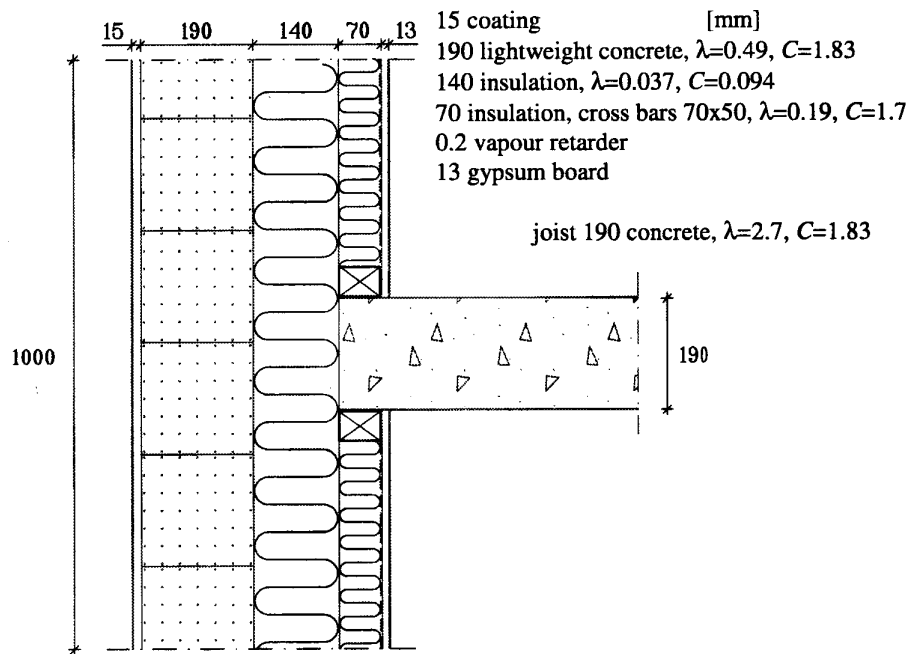 15 coating [mm]
15 190 140 70 13
190 lightweight concrete, λ=0.49, C=1.83
140 insulation, λ=0.037, C=0.094
70 insulation, cross bars 70x50, λ=0.19, C=1.7
0.2 vapour retarder
13 gypsum board
joist 190 concrete, λ=2.7, C=1.83
1000
190